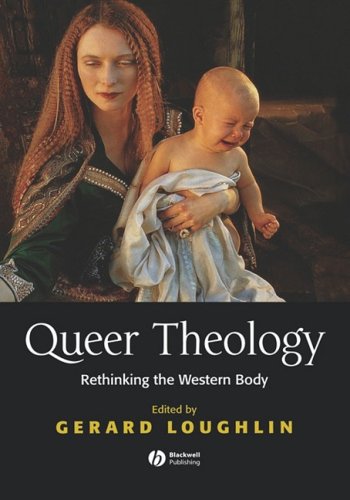 Queer Theology
Rethinking the Western Body
Edited by
GERARD LOUGHLIN
Blackwell
Publishing